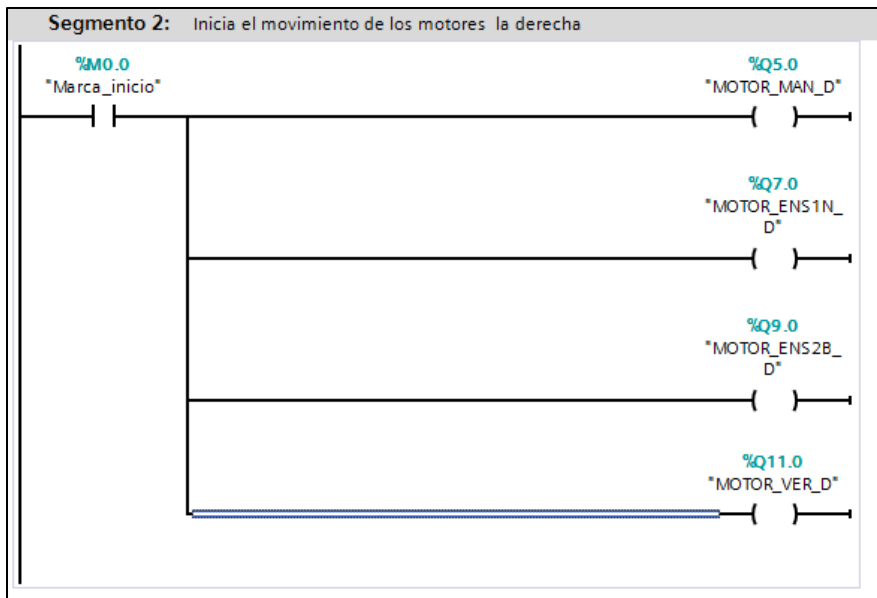 Segmento 2: Inicia el movimiento de los motores la derecha
%M0.0
"Marca_inicio"
%Q5.0
"MOTOR_MAN_D"
%Q7.0
"MOTOR_ENS1N_
D"
%Q9.0
"MOTOR_ENS2B_
D"
%Q11.0
"MOTOR_VER_D"